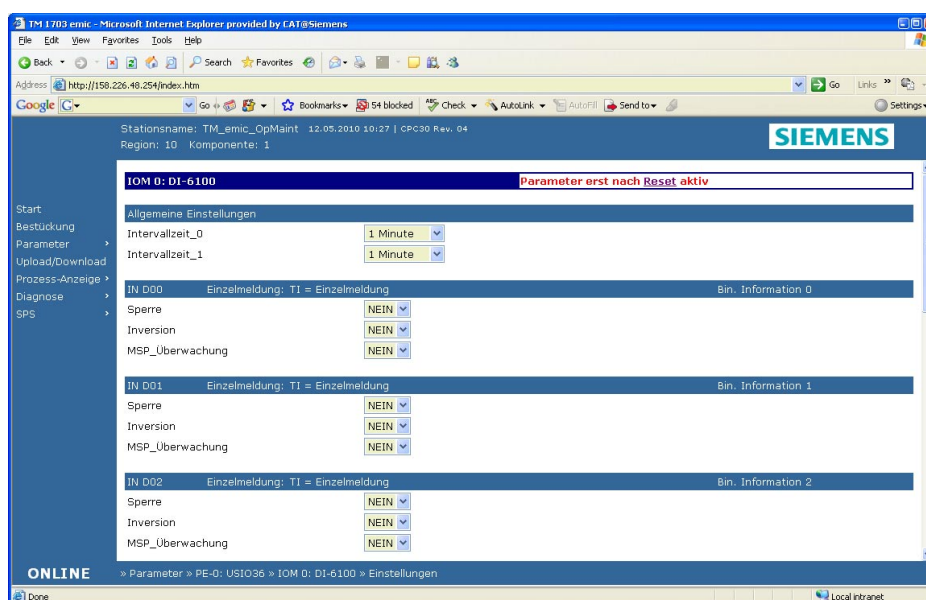 TM 1703 emic - Microsoft Internet Explorer provided by CAT@Siemens
File Edit View Favorites Tools Help
Back Search Favorites
Address http://158.226.48.254/index.htm Go Links »
Google G Go Bookmarks 54 blocked Check AutoLink AutoFill Send to Settings
Stationsname: TM_emic_OpMaint 12.05.2010 10:27 | CPC30 Rev. 04
Region: 10 Komponente: 1
SIEMENS
IOM 0: DI-6100 Parameter erst nach Reset aktiv
Start
Bestückung
Parameter
Upload/Download
Prozess-Anzeige
Diagnose
SPS
Allgemeine Einstellungen
Intervallzeit_0 1 Minute
Intervallzeit_1 1 Minute
IN D00 Einzelmeldung: TI = Einzelmeldung Bin. Information 0
Sperre NEIN
Inversion NEIN
MSP_Überwachung NEIN
IN D01 Einzelmeldung: TI = Einzelmeldung Bin. Information 1
Sperre NEIN
Inversion NEIN
MSP_Überwachung NEIN
IN D02 Einzelmeldung: TI = Einzelmeldung Bin. Information 2
Sperre NEIN
Inversion NEIN
MSP_Überwachung NEIN
ONLINE » Parameter » PE-0: USIO36 » IOM 0: DI-6100 » Einstellungen
Done Local intranet